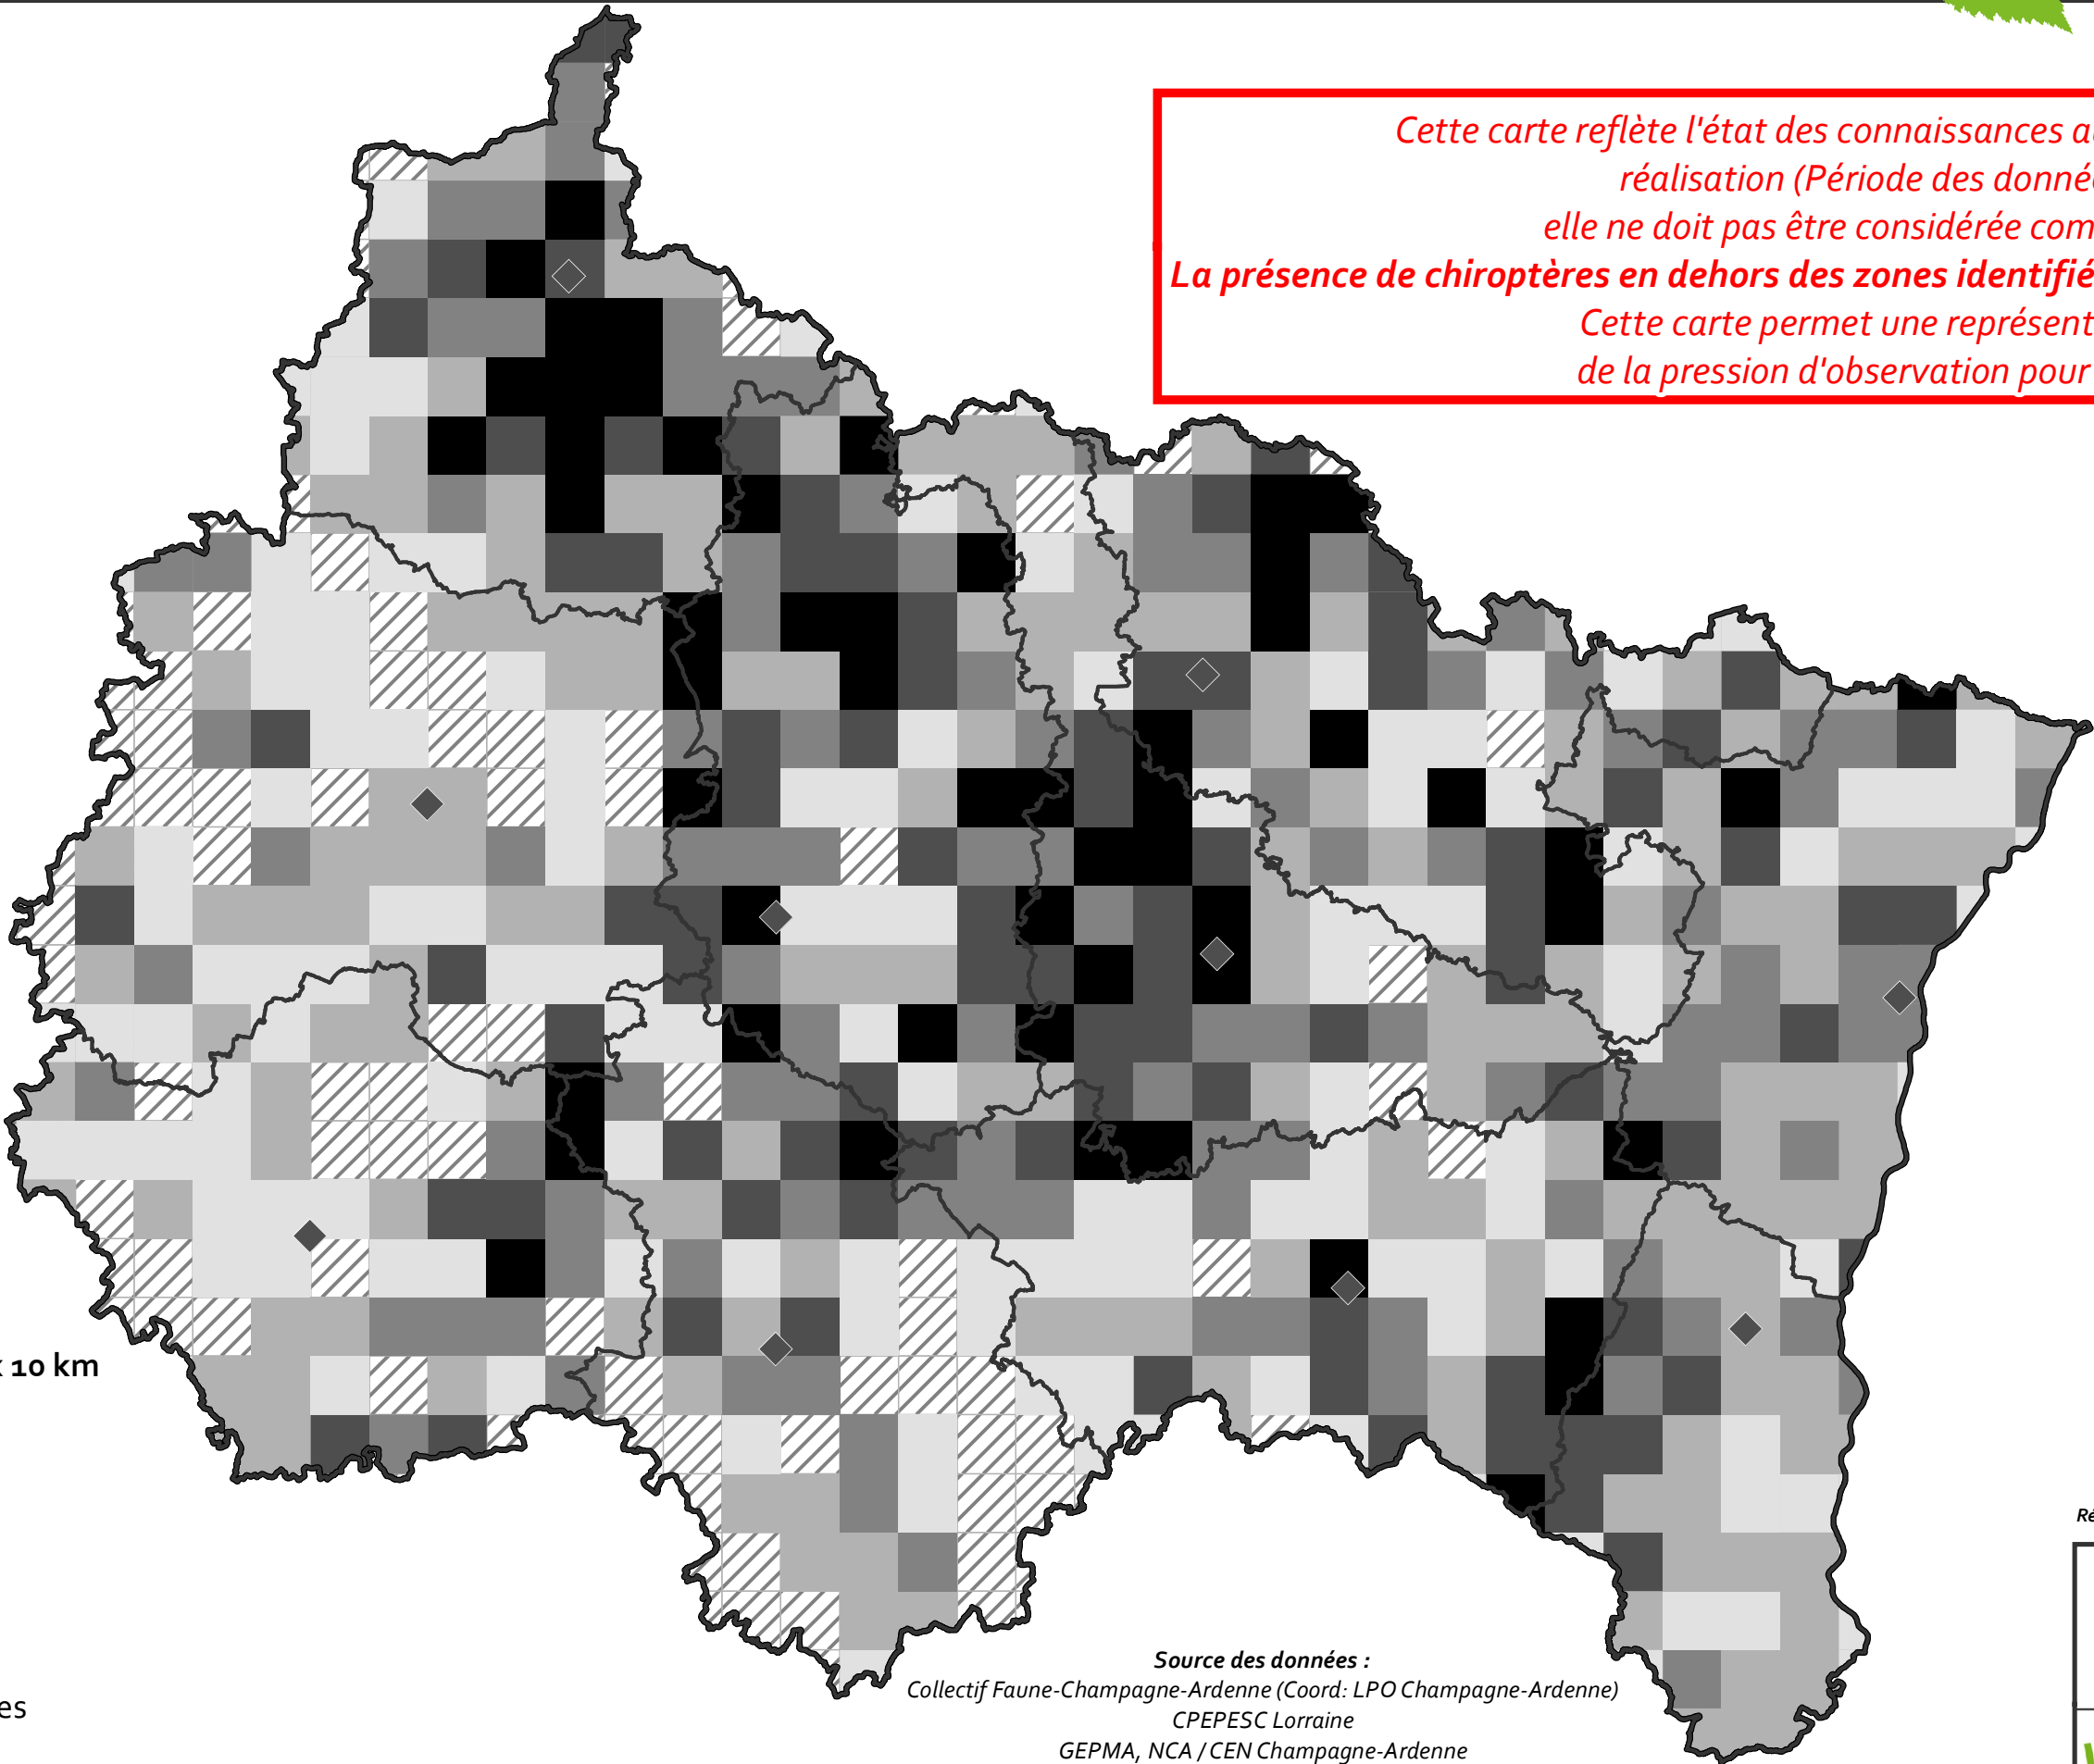 Cette carte reflète l'état des connaissances a
réalisation (Période des donné
elle ne doit pas être considérée com
La présence de chiroptères en dehors des zones identifié
Cette carte permet une représent
de la pression d'observation pour
10 km
es
Ré
Source des données :
Collectif Faune-Champagne-Ardenne (Coord: LPO Champagne-Ardenne)
CPEPESC Lorraine
GEPMA, NCA / CEN Champagne-Ardenne